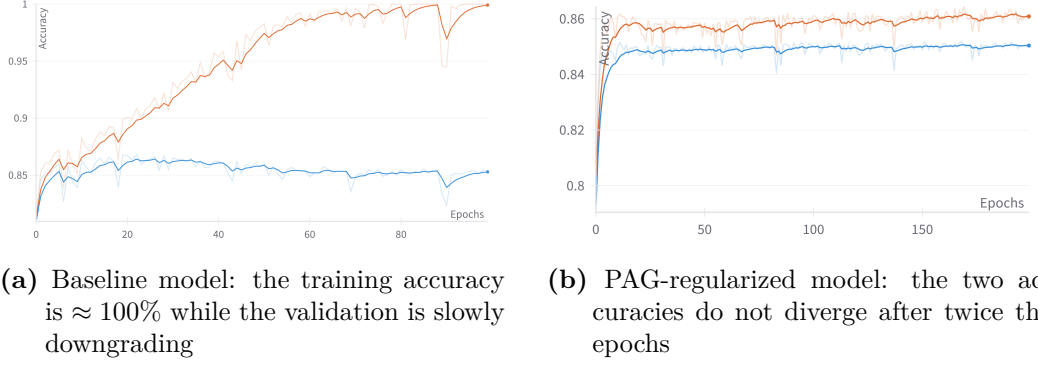 1
0.95
0.9
0.85
Accuracy
Epochs
0
20
40
60
80
0.86
0.84
0.82
0.8
Accuracy
Epochs
0
50
100
150
(a) Baseline model: the training accuracy
is ≈ 100% while the validation is slowly
downgrading
(b) PAG-regularized model: the two ac
curacies do not diverge after twice th
epochs